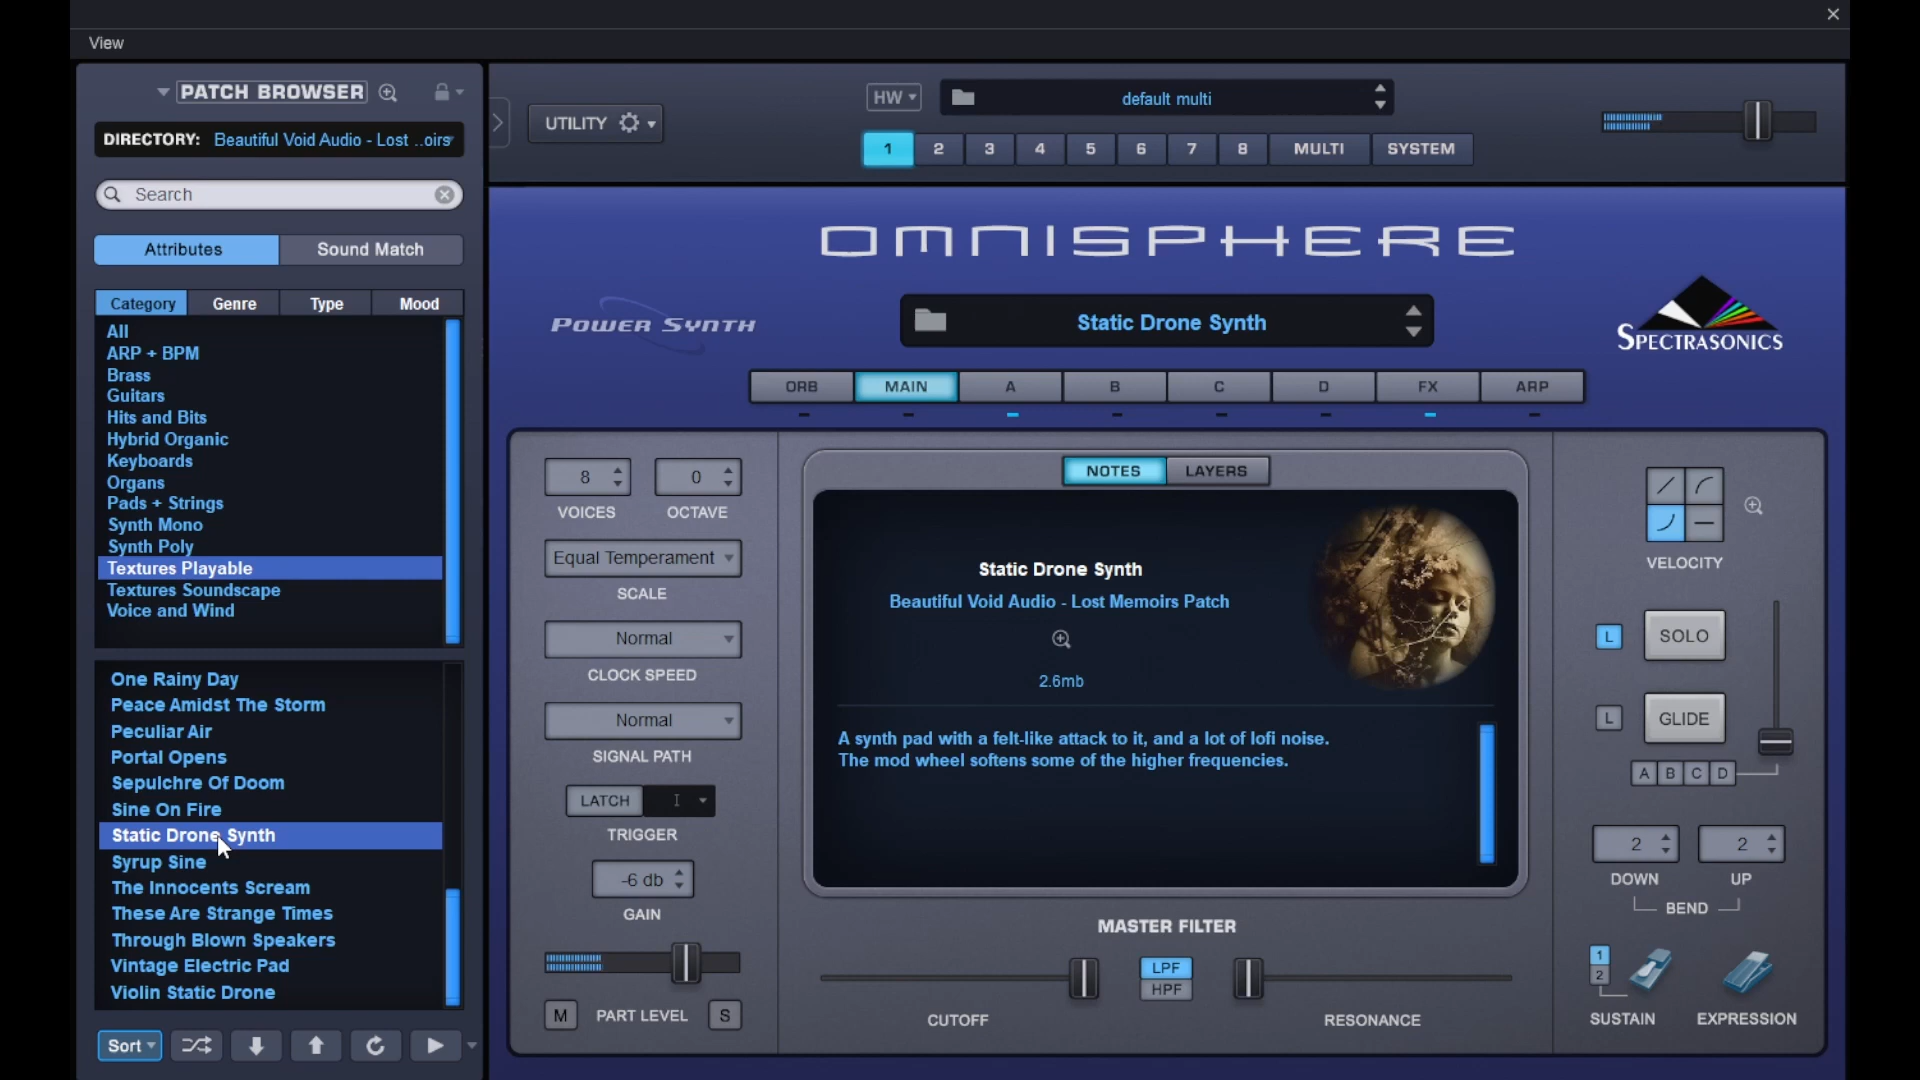 View
PATCH BROWSER
DIRECTORY: Beautiful Void Audio - Lost ..oirs
Search
Attributes Sound Match
Category Genre Type Mood
All
ARP + BPM
Brass
Guitars
Hits and Bits
Hybrid Organic
Keyboards
Organs
Pads + Strings
Synth Mono
Synth Poly
Textures Playable
Textures Soundscape
Voice and Wind
One Rainy Day
Peace Amidst The Storm
Peculiar Air
Portal Opens
Sepulchre Of Doom
Sine On Fire
Static Drone Synth
Syrup Sine
The Innocents Scream
These Are Strange Times
Through Blown Speakers
Vintage Electric Pad
Violin Static Drone
Sort
UTILITY
HW
default multi
1 2 3 4 5 6 7 8 MULTI SYSTEM
OMNISPHERE
POWER SYNTH
Static Drone Synth
SPECTRASONICS
ORB MAIN A B C D FX ARP
8 0
VOICES OCTAVE
Equal Temperament
SCALE
Normal
CLOCK SPEED
Normal
SIGNAL PATH
LATCH
TRIGGER
-6 db
GAIN
M PART LEVEL S
NOTES LAYERS
Static Drone Synth
Beautiful Void Audio - Lost Memoirs Patch
2.6mb
A synth pad with a felt-like attack to it, and a lot of lofi noise.
The mod wheel softens some of the higher frequencies.
MASTER FILTER
LPF
HPF
CUTOFF RESONANCE
VELOCITY
L SOLO
L GLIDE
A B C D
2 2
DOWN UP
BEND
1
2
SUSTAIN EXPRESSION